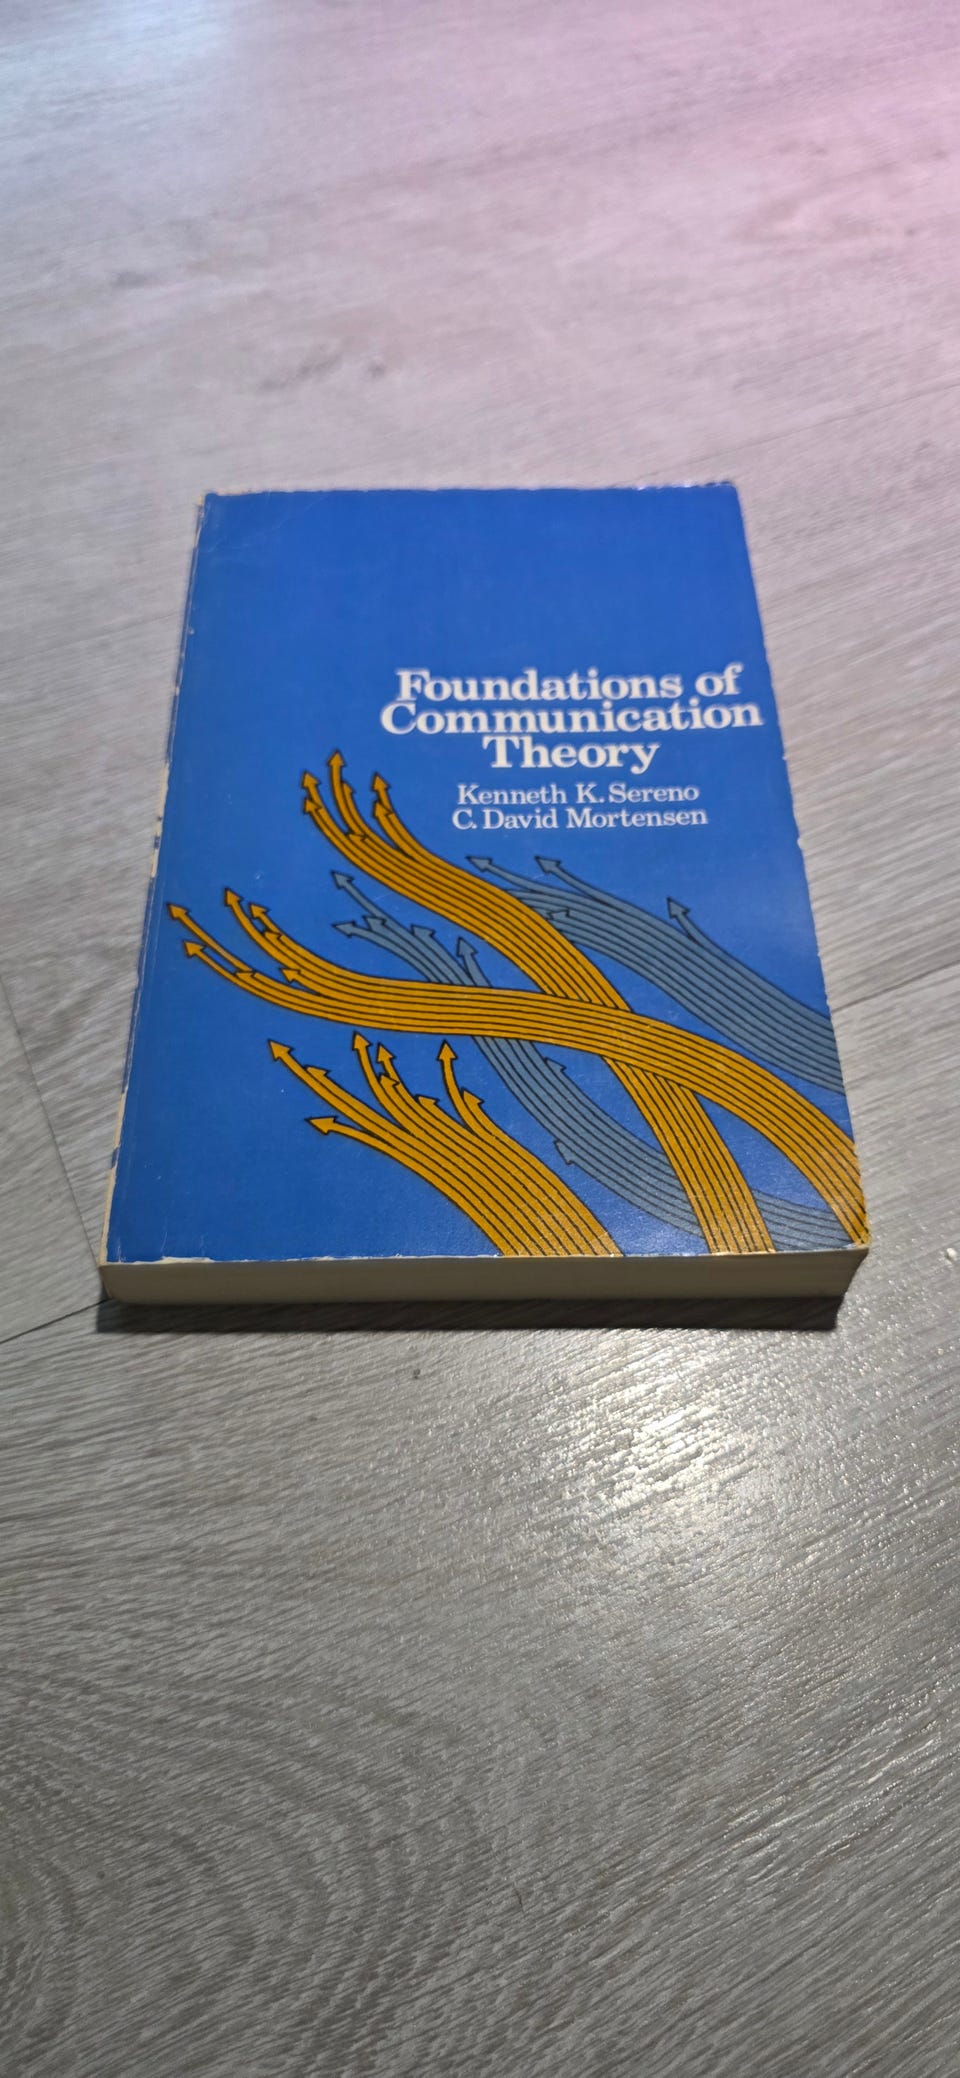 Foundations of
Communication
Theory
Kenneth K. Sereno
C. David Mortensen